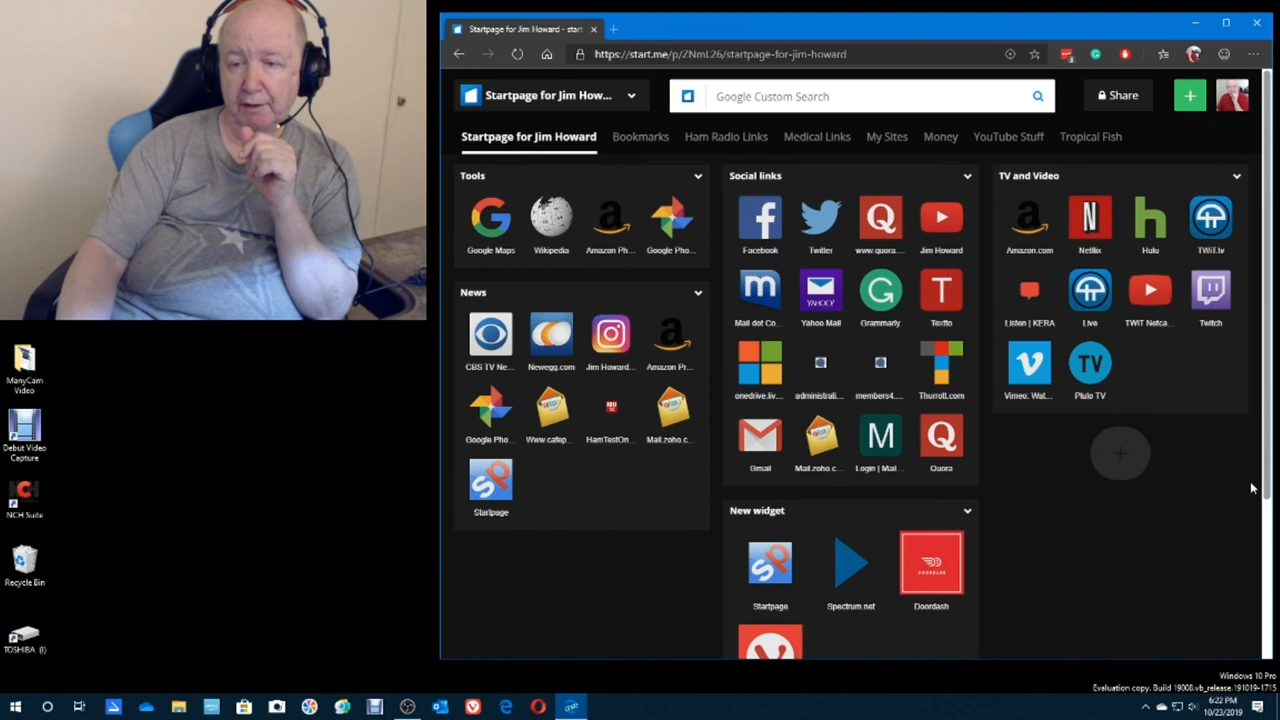 Startpage for Jim Howard - start.
https://start.me/p/ZNmL26/startpage-for-jim-howard
Startpage for Jim How...
Google Custom Search
Share
Startpage for Jim Howard
Bookmarks
Ham Radio Links
Medical Links
My Sites
Money
YouTube Stuff
Tropical Fish
Tools
Google Maps
Wikipedia
Amazon Ph...
Google Pho...
News
CBS TV Ne...
Newegg.com
Jim Howard...
Amazon Pr...
Google Pho...
Www.cafep...
HamTestOn...
Mail.zoho.c...
Startpage
Social links
Facebook
Twitter
www.quora....
Jim Howard
Mail dot Co...
YAHOO!
Yahoo Mail
Grammarly.
Textto
onedrive.liv...
administrati...
members4....
Thurrott.com
Gmail
Mail.zoho.c...
Login | Mail...
Quora
New widget
Startpage
Spectrum.net
DOORDASH
Doordash
TV and Video
Amazon.com
Netflix
Hulu
TWiT.tv
Listen | KERA
Live
TWiT Netca...
Twitch
Vimeo. Wat...
TV
Pluto TV
ManyCam
Video
Debut Video
Capture
NCH
NCH Suite
Recycle Bin
TOSHIBA (I)
Windows 10 Pro
Evaluation copy. Build 19008.vb_release.191019-1715
6:22 PM
10/23/2019